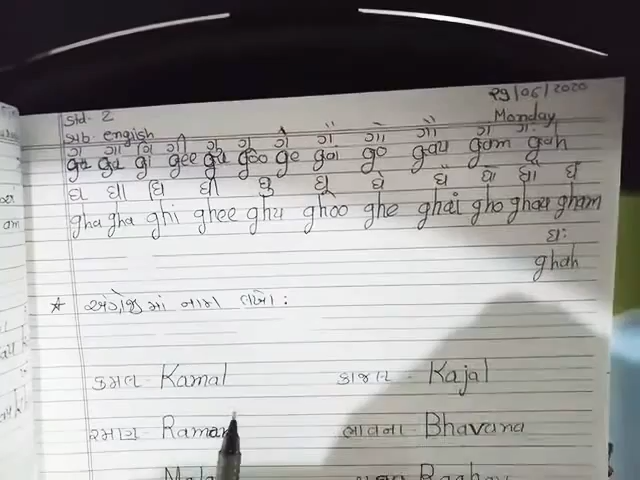 29/06/2020
Std- 2
Monday
Sub- english
ગ ગા ગિ ગી ગુ ગૂ ગે ગૈ ગો ગૌ ગં ગઃ
ga ga gi gee gu goo ge gai go gau gam gah
ઘ ઘા ઘિ ઘી ઘુ ઘૂ ઘે ઘૈ ઘો ઘૌ ઘં
gha gha ghi ghee ghu ghoo ghe ghai gho ghau gham
ઘઃ
ghah
* અંગ્રેજીમાં નામ લખો :
કમલ - Kamal કાજલ - Kajal
રમણ - Raman ભાવના - Bhavana